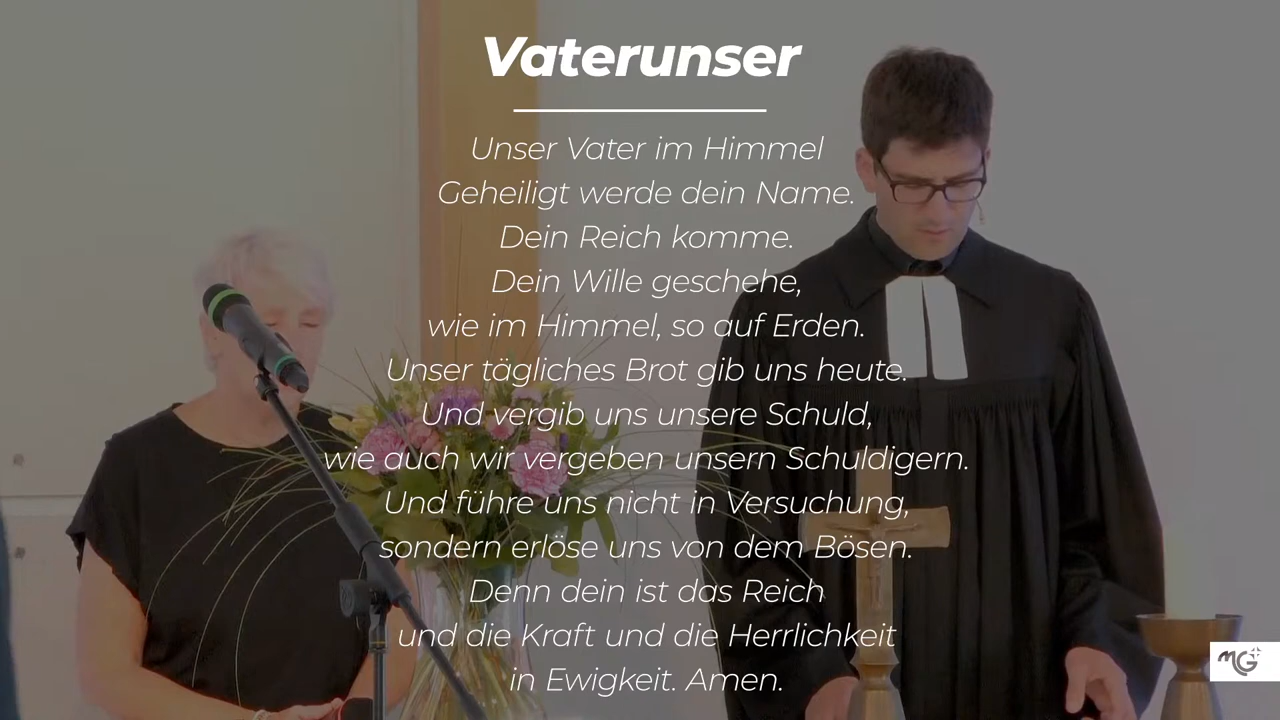 Vaterunser
Unser Vater im Himmel
Geheiligt werde dein Name.
Dein Reich komme.
Dein Wille geschehe,
wie im Himmel, so auf Erden.
Unser tägliches Brot gib uns heute.
Und vergib uns unsere Schuld,
wie auch wir vergeben unsern Schuldigern.
Und führe uns nicht in Versuchung,
sondern erlöse uns von dem Bösen.
Denn dein ist das Reich
und die Kraft und die Herrlichkeit
in Ewigkeit. Amen.
MG